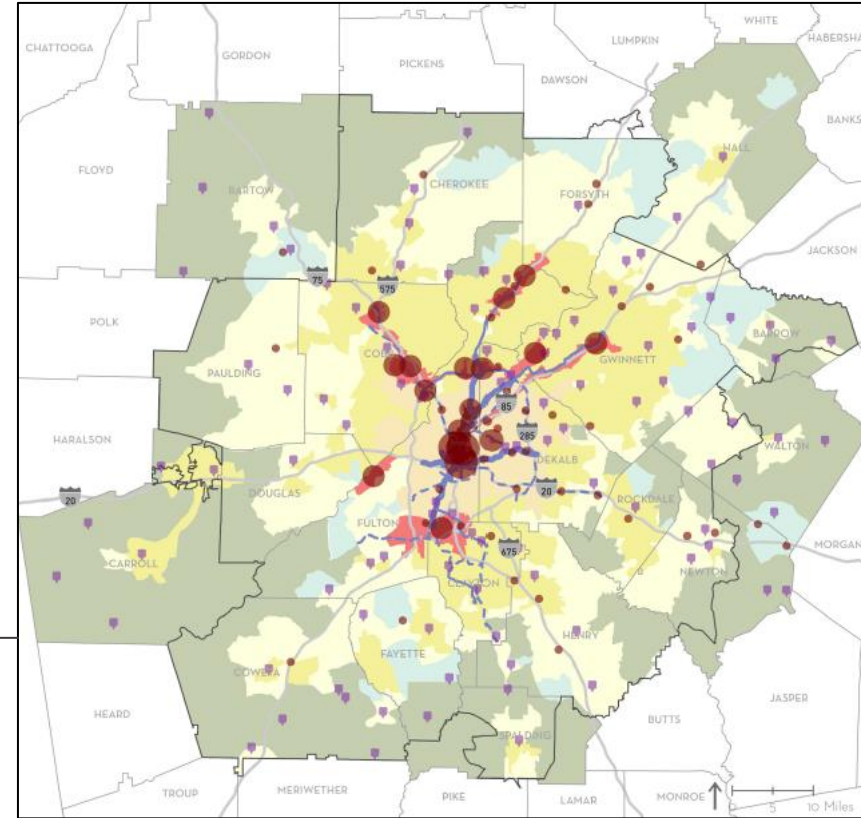 WHITE
CHATTOOGA
GORDON
LUMPKIN
PICKENS
DAWSON
BANKS
FLOYD
BARTOW
CHEROKEE
FORSYTH
HALL
JACKSON
75
575
POLK
BARROW
PAULDING
GWINNETT
85
HARALSON
285
WALTON
DEKALB
20
20
DOUGLAS
ROCKDALE
FULTON
675
MORGAN
CARROLL
CLAYTON
NEWTON
HENRY
FAYETTE
COWETA
JASPER
HEARD
BUTTS
SPALDING
TROUP
MERIWETHER
PIKE
LAMAR
MONROE
5
10 Miles